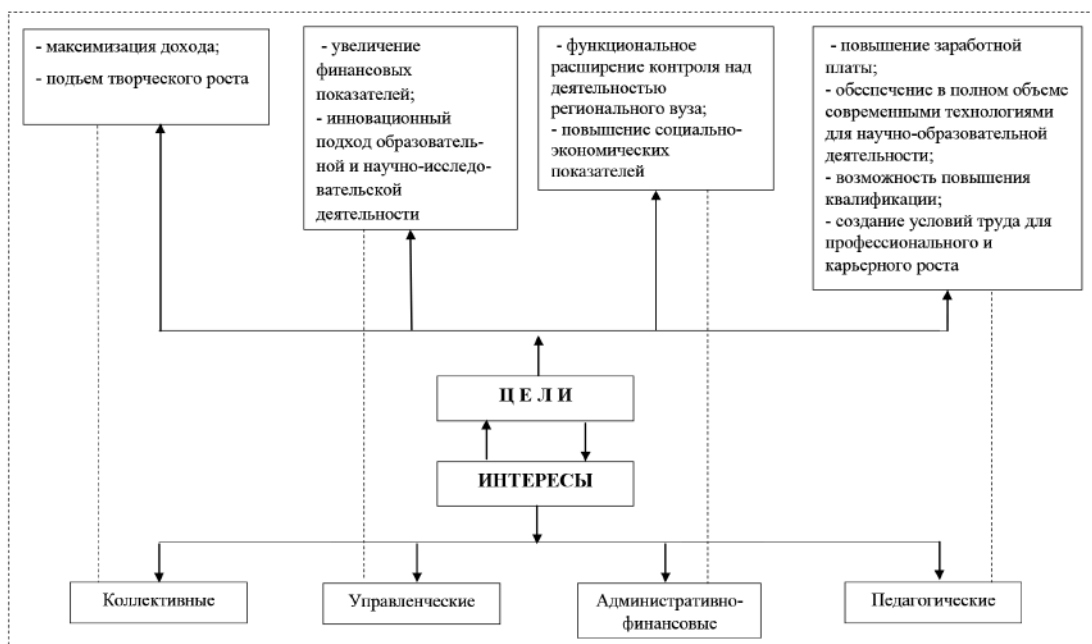 - максимизация дохода;
- подъем творческого роста
- увеличение
финансовых
показателей;
- инновационный
подход образователь-
ной и научно-исследо-
вательской
деятельности
- функциональное
расширение контроля над
деятельностью
регионального вуза;
- повышение социально-
экономических
показателей
- повышение заработной
платы;
- обеспечение в полном объеме
современными технологиями
для научно-образовательной
деятельности;
- возможность повышения
квалификации;
- создание условий труда для
профессионального и
карьерного роста
Ц Е Л И
ИНТЕРЕСЫ
Коллективные
Управленческие
Административно-
финансовые
Педагогические